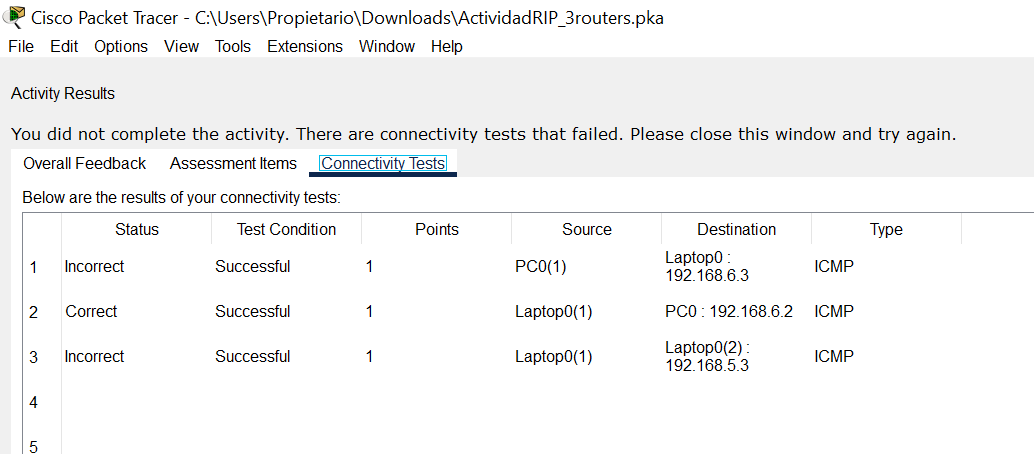 Cisco Packet Tracer - C:\Users\Propietario\Downloads\ActividadRIP_3routers.pka
File Edit Options View Tools Extensions Window Help
Activity Results
You did not complete the activity. There are connectivity tests that failed. Please close this window and try again.
Overall Feedback Assessment Items Connectivity Tests
Below are the results of your connectivity tests:
Status Test Condition Points Source Destination Type
1 Incorrect Successful 1 PC0(1) Laptop0 : 192.168.6.3 ICMP
2 Correct Successful 1 Laptop0(1) PC0 : 192.168.6.2 ICMP
3 Incorrect Successful 1 Laptop0(1) Laptop0(2) : 192.168.5.3 ICMP
4
5